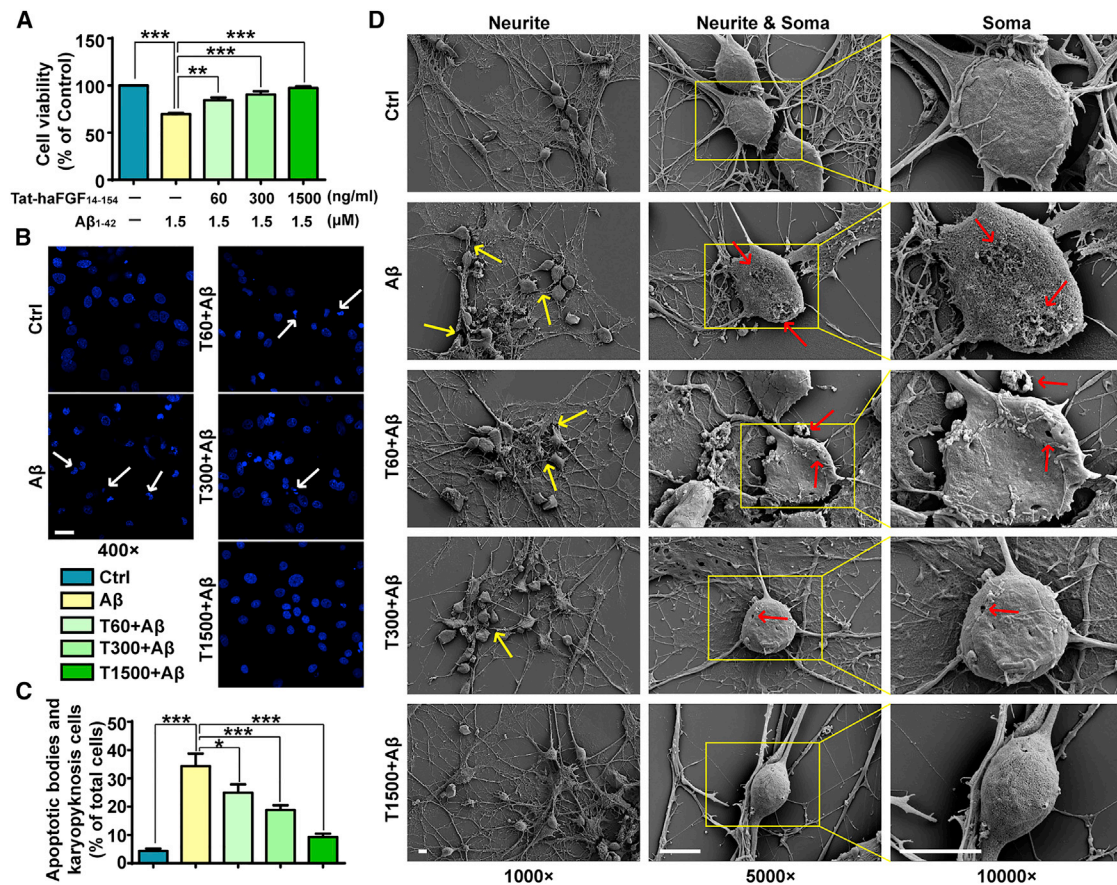 A
Cell viability
(% of Control)
150
100
50
0
***
***
***
**
Tat-haFGF14-154 – – 60 300 1500 (ng/ml)
Aβ1-42 – 1.5 1.5 1.5 1.5 (μM)
B
Ctrl
Aβ
T60+Aβ
T300+Aβ
T1500+Aβ
400×
Ctrl
Aβ
T60+Aβ
T300+Aβ
T1500+Aβ
C
Apoptotic bodies and
karyopyknosis cells
(% of total cells)
50
40
30
20
10
0
***
***
***
*
D
Neurite
Neurite & Soma
Soma
Ctrl
Aβ
T60+Aβ
T300+Aβ
T1500+Aβ
1000×
5000×
10000×